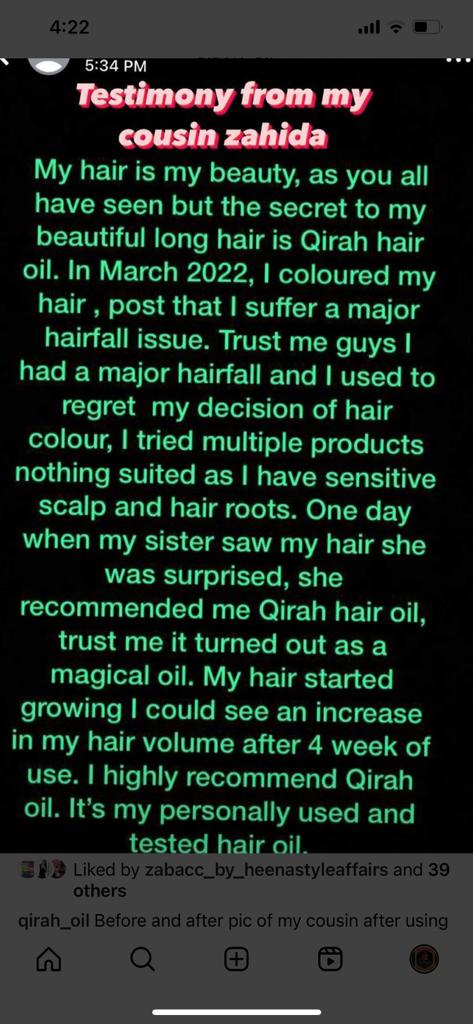 4:22
5:34 PM
Testimony from my
cousin zahida
My hair is my beauty, as you all
have seen but the secret to my
beautiful long hair is Qirah hair
oil. In March 2022, I coloured my
hair , post that I suffer a major
hairfall issue. Trust me guys I
had a major hairfall and I used to
regret my decision of hair
colour, I tried multiple products
nothing suited as I have sensitive
scalp and hair roots. One day
when my sister saw my hair she
was surprised, she
recommended me Qirah hair oil,
trust me it turned out as a
magical oil. My hair started
growing I could see an increase
in my hair volume after 4 week of
use. I highly recommend Qirah
oil. It's my personally used and
tested hair oil.
Liked by zabacc_by_heenastyleaffairs and 39
others
qirah_oil Before and after pic of my cousin after using